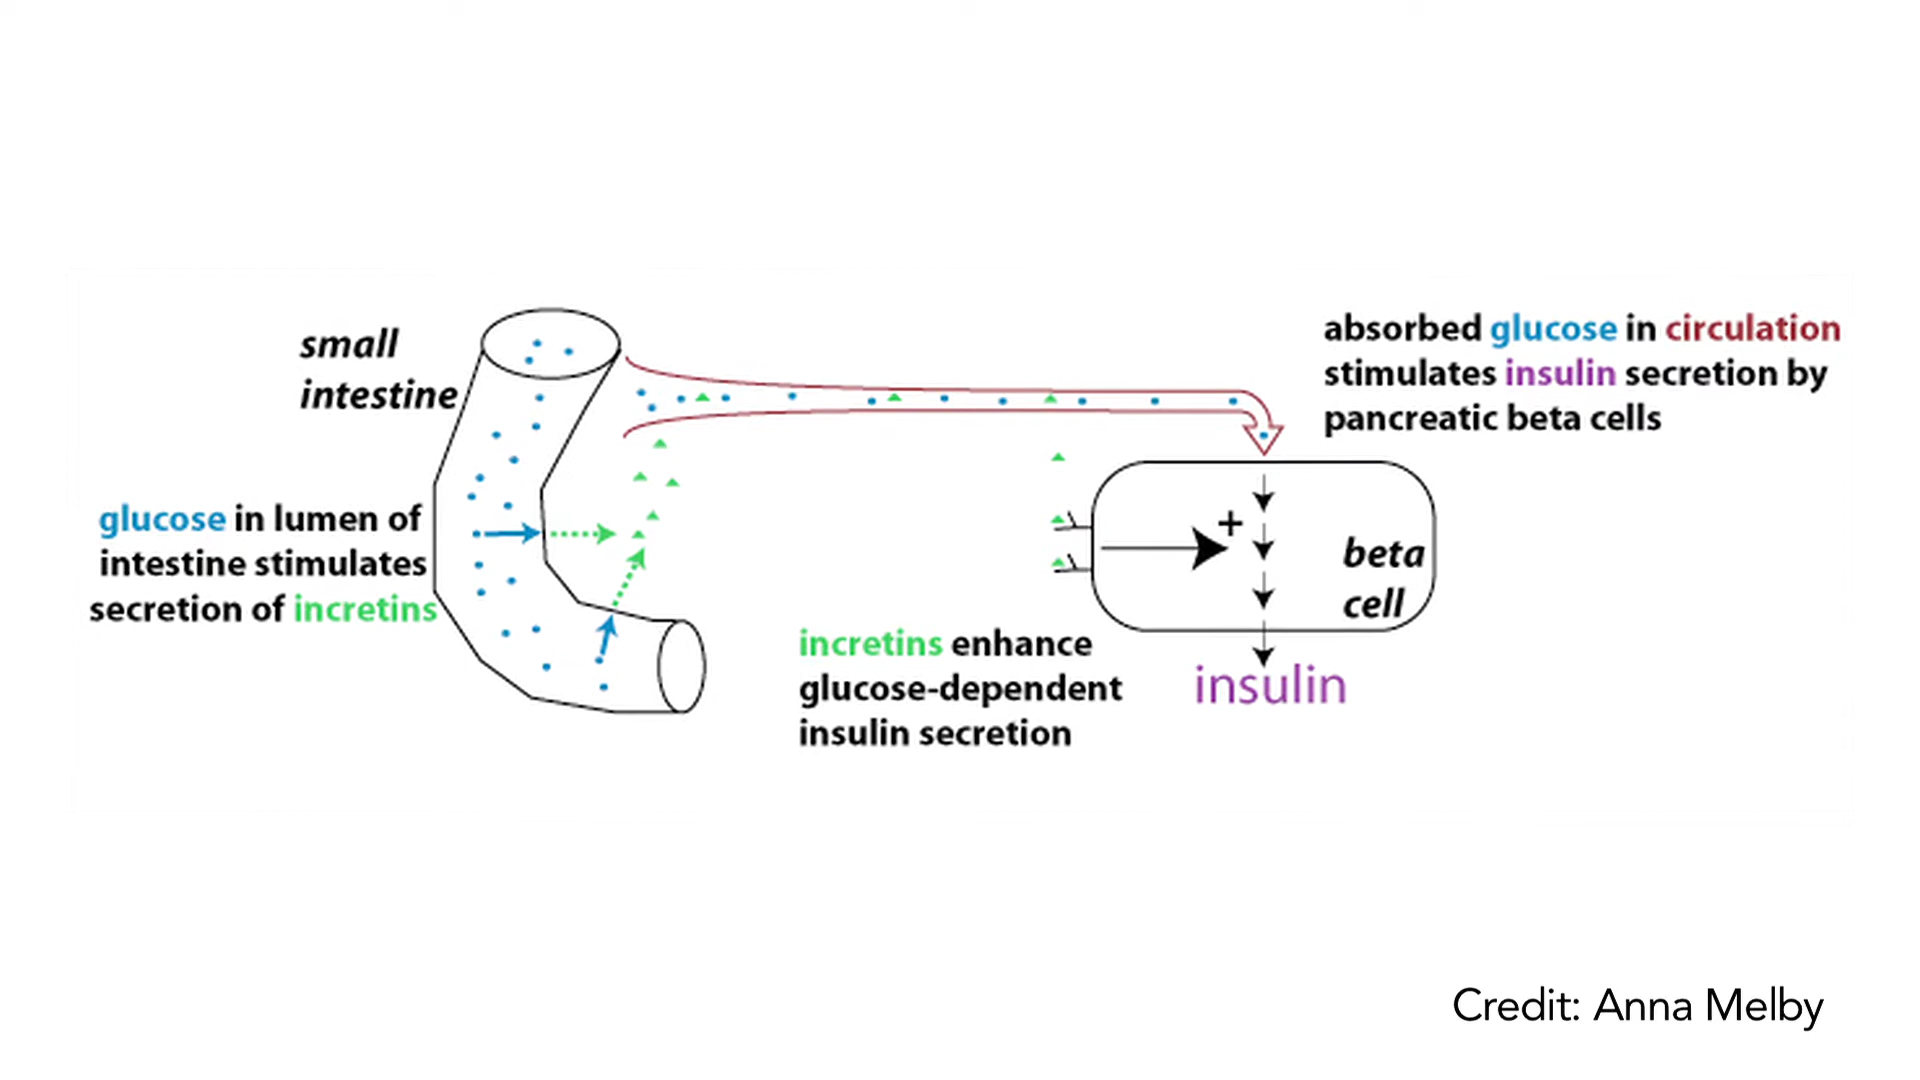 small
intestine
glucose in lumen of
intestine stimulates
secretion of incretins
absorbed glucose in circulation
stimulates insulin secretion by
pancreatic beta cells
+
beta
cell
incretins enhance
glucose-dependent
insulin secretion
insulin
Credit: Anna Melby